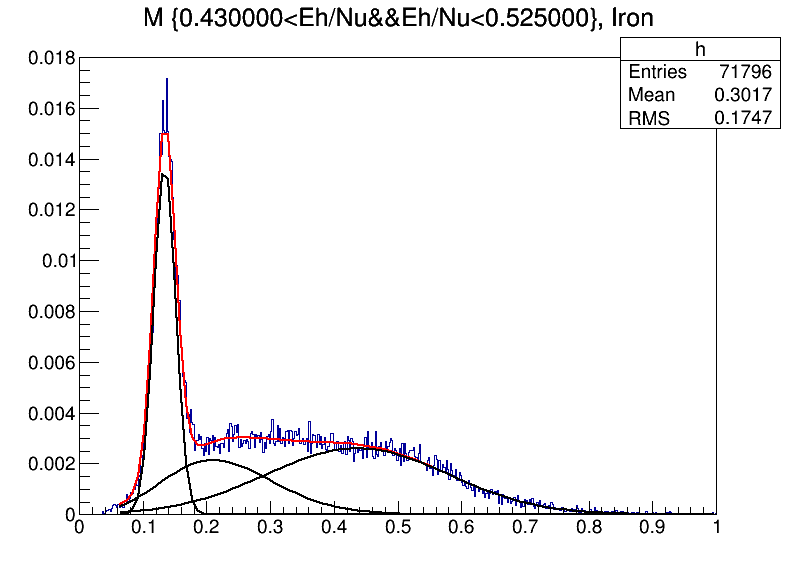 M {0.430000<Eh/Nu&&Eh/Nu<0.525000}, Iron
h
Entries 71796
Mean 0.3017
RMS 0.1747
0.018
0.016
0.014
0.012
0.01
0.008
0.006
0.004
0.002
0
0 0.1 0.2 0.3 0.4 0.5 0.6 0.7 0.8 0.9 1